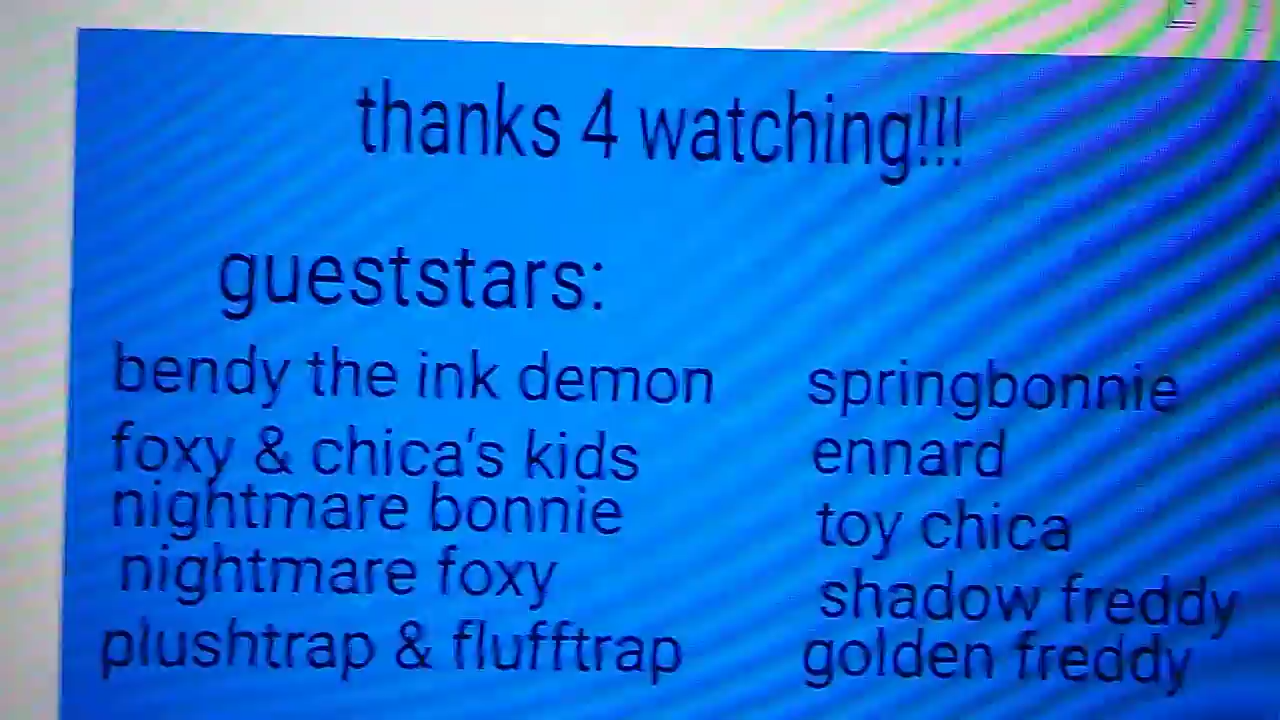 thanks 4 watching!!!
gueststars:
bendy the ink demon
foxy & chica's kids
nightmare bonnie
nightmare foxy
plushtrap & flufftrap
springbonnie
ennard
toy chica
shadow freddy
golden freddy